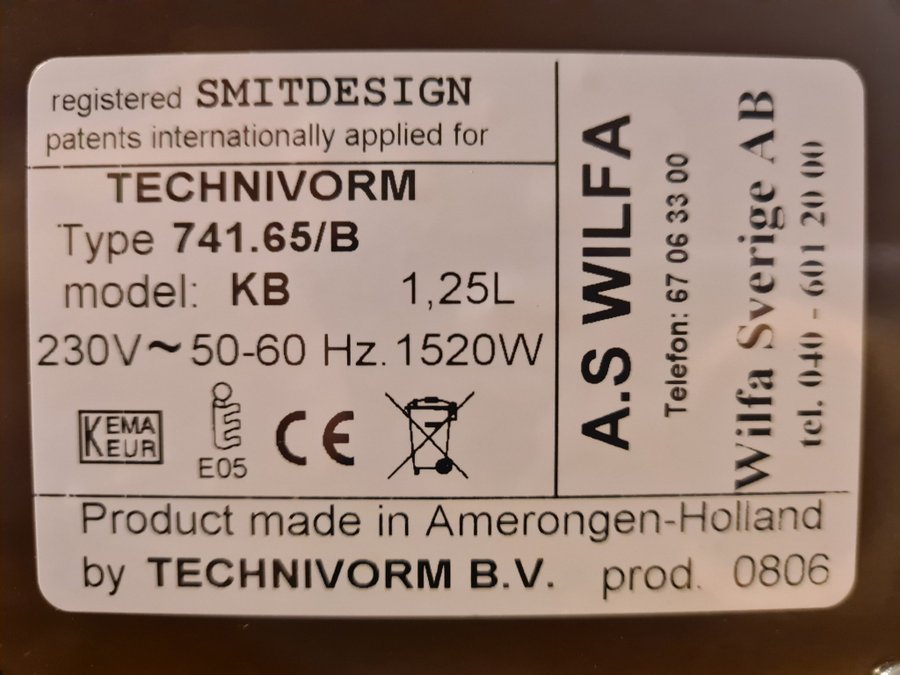 registered SMITDESIGN
patents internationally applied for
TECHNIVORM
Type 741.65/B
model: KB 1,25L
230V~50-60 Hz. 1520W
KEMA
KEUR
E05
CE
A.S WILFA
Telefon: 67 06 33 00
Wilfa Sverige AB
tel. 040 - 601 20 00
Product made in Amerongen-Holland
by TECHNIVORM B.V. prod. 0806